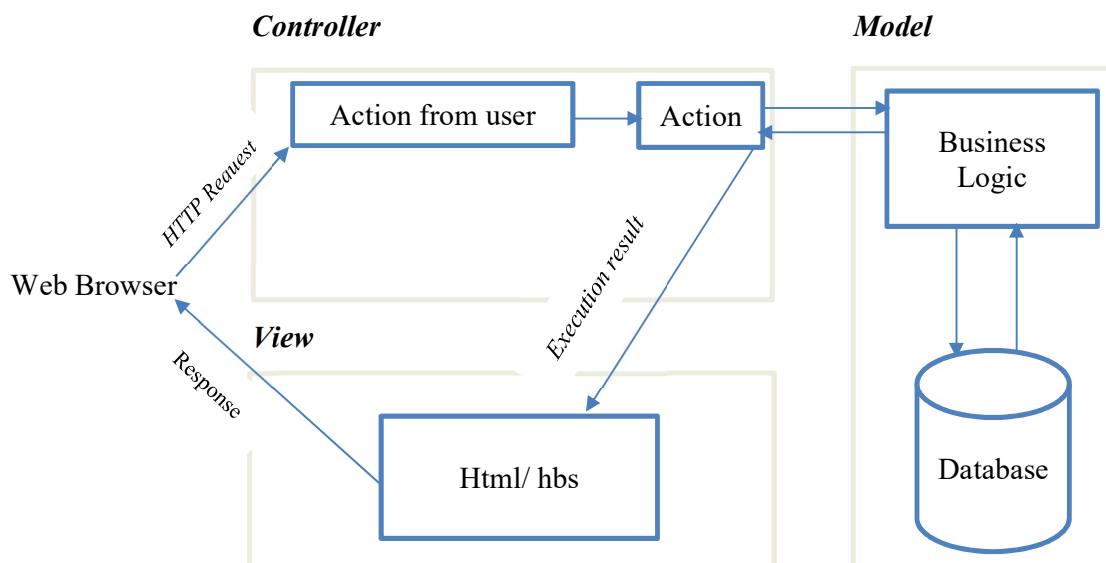 Controller
Model
Action from user
Action
Business
Logic
HTTP Reauest
Web Browser
Execution result
View
Response
Html/ hbs
Database